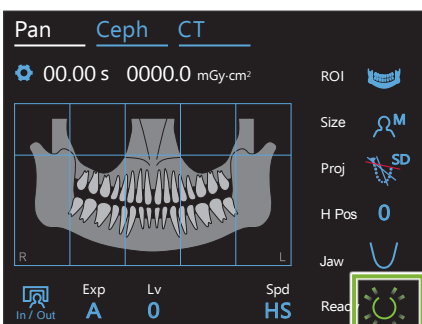 Pan Ceph CT
00.00 s 0000.0 mGy·cm²
ROI
Size M
Proj SD
H Pos 0
R L
Jaw
Exp Lv Spd
In / Out A 0 HS